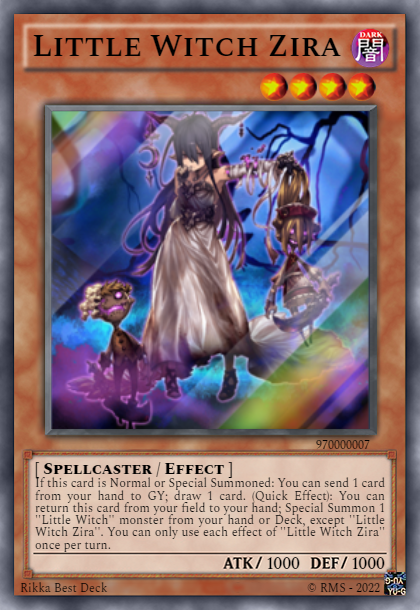 Little Witch Zira
DARK
闇
970000007
[ Spellcaster / Effect ]
If this card is Normal or Special Summoned: You can send 1 card
from your hand to GY; draw 1 card. (Quick Effect): You can
return this card from your field to your hand; Special Summon 1
"Little Witch" monster from your hand or Deck, except "Little
Witch Zira". You can only use each effect of "Little Witch Zira"
once per turn.
ATK / 1000 DEF / 1000
Rikka Best Deck
© RMS - 2022